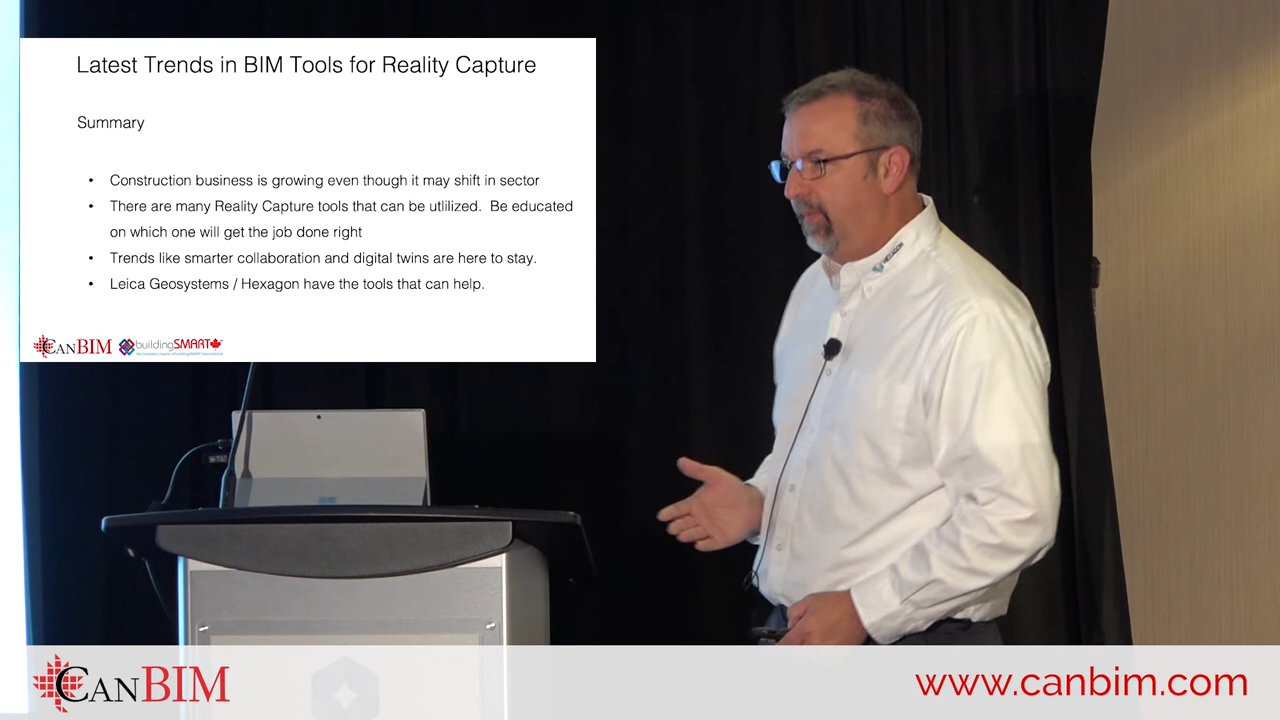 Latest Trends in BIM Tools for Reality Capture
Summary
• Construction business is growing even though it may shift in sector
• There are many Reality Capture tools that can be utlilized. Be educated
on which one will get the job done right
• Trends like smarter collaboration and digital twins are here to stay.
• Leica Geosystems / Hexagon have the tools that can help.
CANBIM
buildingSMART
HEXAGON
CANBIM
www.canbim.com